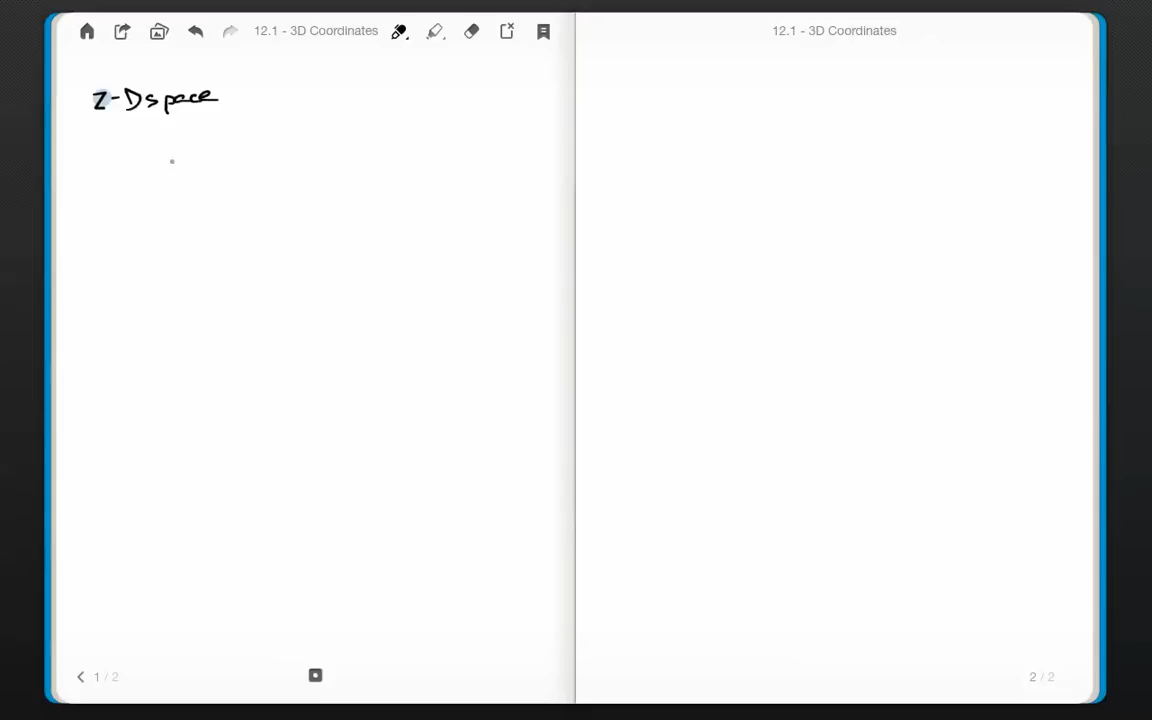 12.1 - 3D Coordinates
12.1 - 3D Coordinates
2-D space
1 / 2
2 / 2